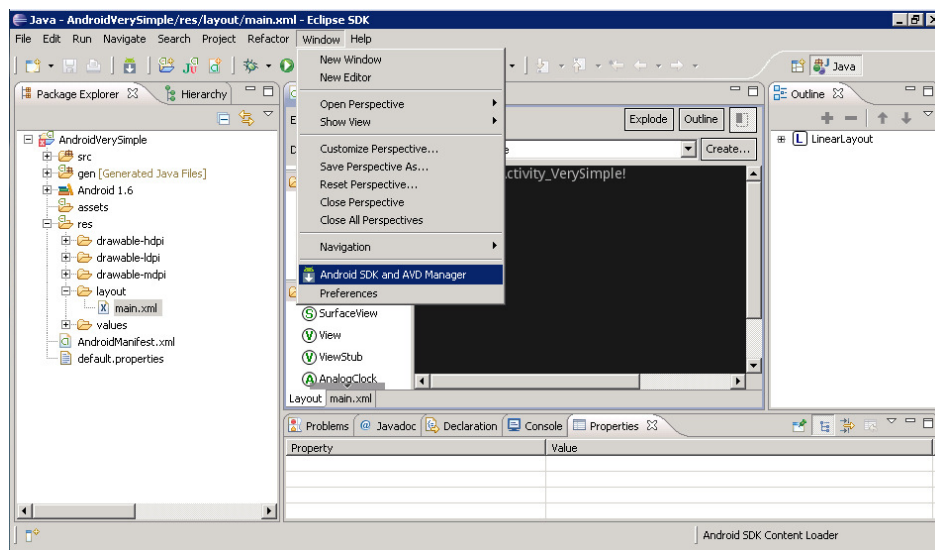 Java - AndroidVerySimple/res/layout/main.xml - Eclipse SDK
File Edit Run Navigate Search Project Refactor Window Help
New Window
New Editor
Open Perspective
Show View
Customize Perspective...
Save Perspective As...
Reset Perspective...
Close Perspective
Close All Perspectives
Navigation
Android SDK and AVD Manager
Preferences
Java
Package Explorer Hierarchy
AndroidVerySimple
src
gen [Generated Java Files]
Android 1.6
assets
res
drawable-hdpi
drawable-ldpi
drawable-mdpi
layout
main.xml
values
AndroidManifest.xml
default.properties
Explode Outline
Create...
ctivity_VerySimple!
SurfaceView
View
ViewStub
AnalogClock
Layout main.xml
Outline
LinearLayout
Problems Javadoc Declaration Console Properties
Property Value
Android SDK Content Loader